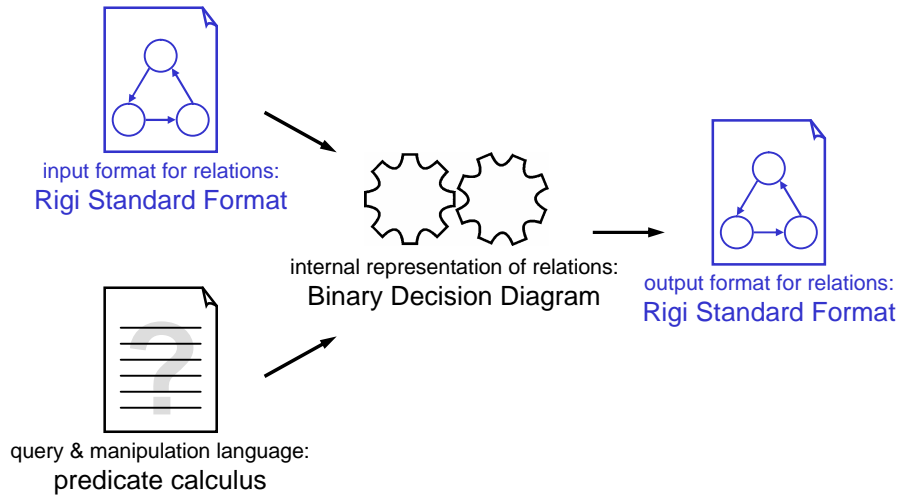 input format for relations:
Rigi Standard Format
internal representation of relations:
Binary Decision Diagram
output format for relations:
Rigi Standard Format
?
query & manipulation language:
predicate calculus